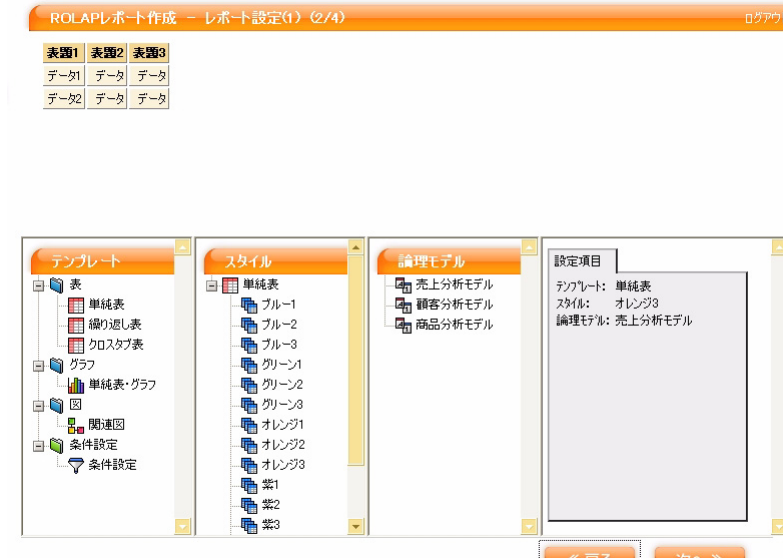 ROLAPレポート作成 － レポート設定(1) (2/4)
ログアウ
表題1 表題2 表題3
データ1 データ データ
データ2 データ データ
テンプレート
表
単純表
繰り返し表
クロスタブ表
グラフ
単純表・グラフ
図
関連図
条件設定
条件設定
スタイル
単純表
ブルー1
ブルー2
ブルー3
グリーン1
グリーン2
グリーン3
オレンジ1
オレンジ2
オレンジ3
紫1
紫2
紫3
論理モデル
売上分析モデル
顧客分析モデル
商品分析モデル
設定項目
テンプレート: 単純表
スタイル: オレンジ3
論理モデル: 売上分析モデル
≪ 戻る
次へ ≫